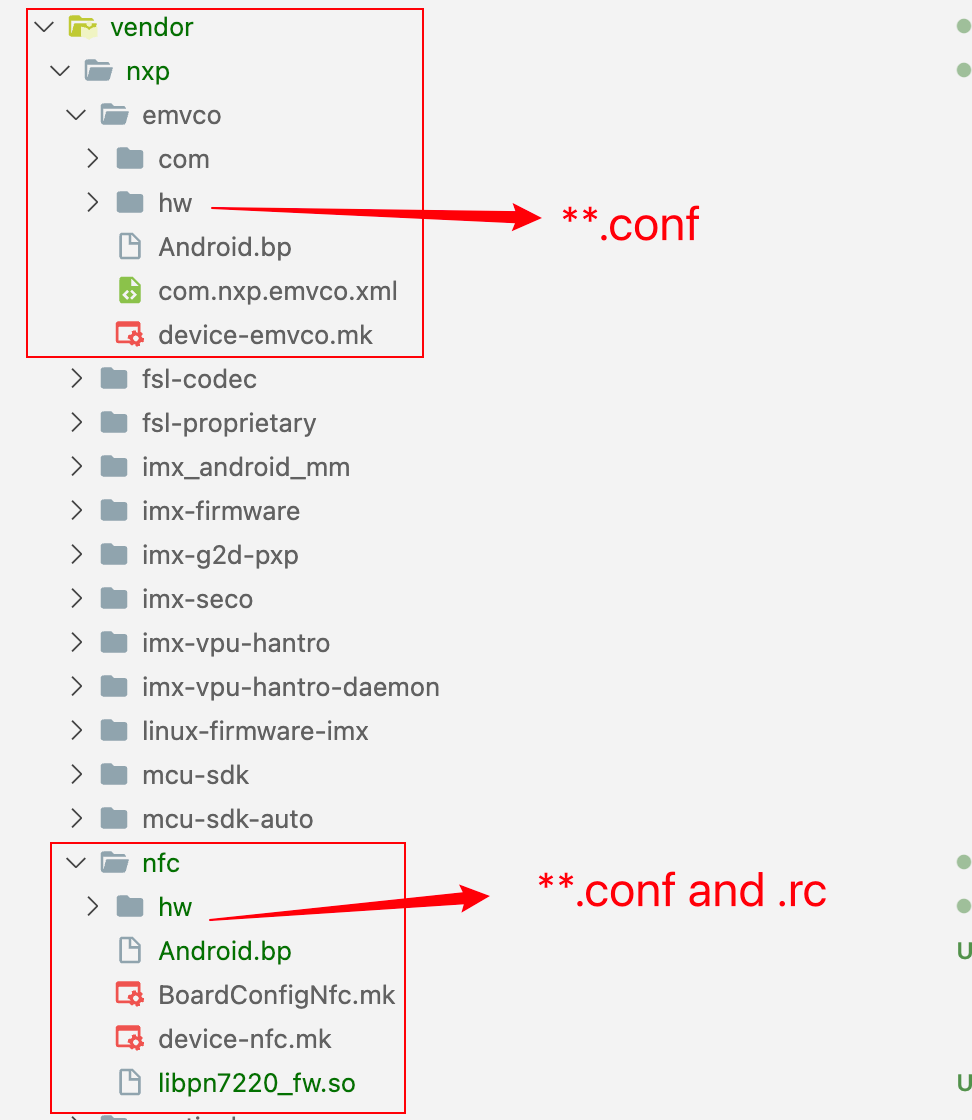 vendor
nxp
emvco
com
hw
**.conf
Android.bp
com.nxp.emvco.xml
device-emvco.mk
fsl-codec
fsl-proprietary
imx_android_mm
imx-firmware
imx-g2d-pxp
imx-seco
imx-vpu-hantro
imx-vpu-hantro-daemon
linux-firmware-imx
mcu-sdk
mcu-sdk-auto
nfc
**.conf and .rc
hw
Android.bp
U
BoardConfigNfc.mk
device-nfc.mk
libpn7220_fw.so
U